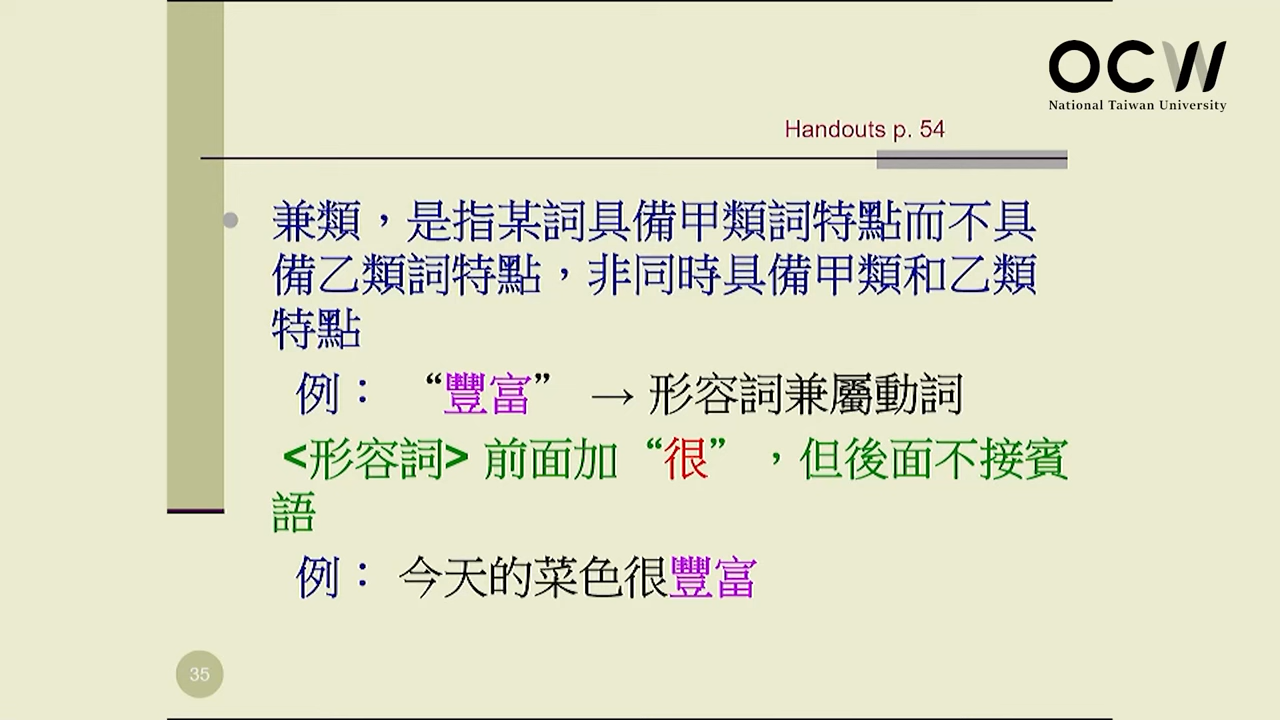 OCW
National Taiwan University
Handouts p. 54
兼類，是指某詞具備甲類詞特點而不具
備乙類詞特點，非同時具備甲類和乙類
特點
例： “豐富” → 形容詞兼屬動詞
<形容詞> 前面加“很”，但後面不接賓
語
例： 今天的菜色很豐富
35